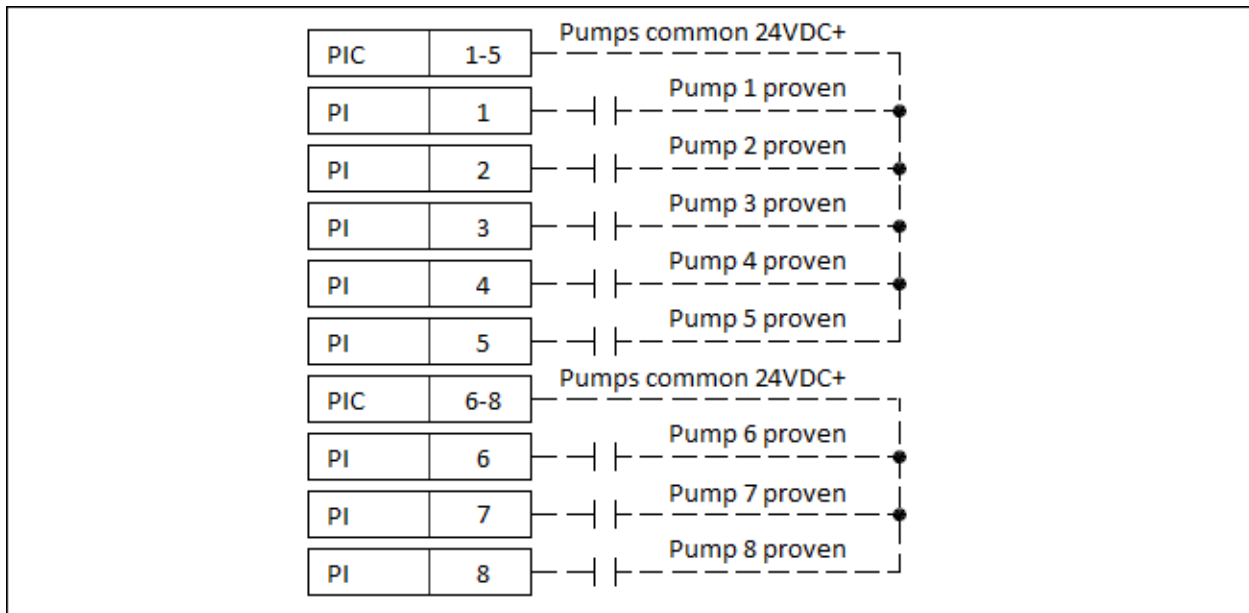 Pumps common 24VDC+
PIC 1-5
Pump 1 proven
PI 1
Pump 2 proven
PI 2
Pump 3 proven
PI 3
Pump 4 proven
PI 4
Pump 5 proven
PI 5
Pumps common 24VDC+
PIC 6-8
Pump 6 proven
PI 6
Pump 7 proven
PI 7
Pump 8 proven
PI 8